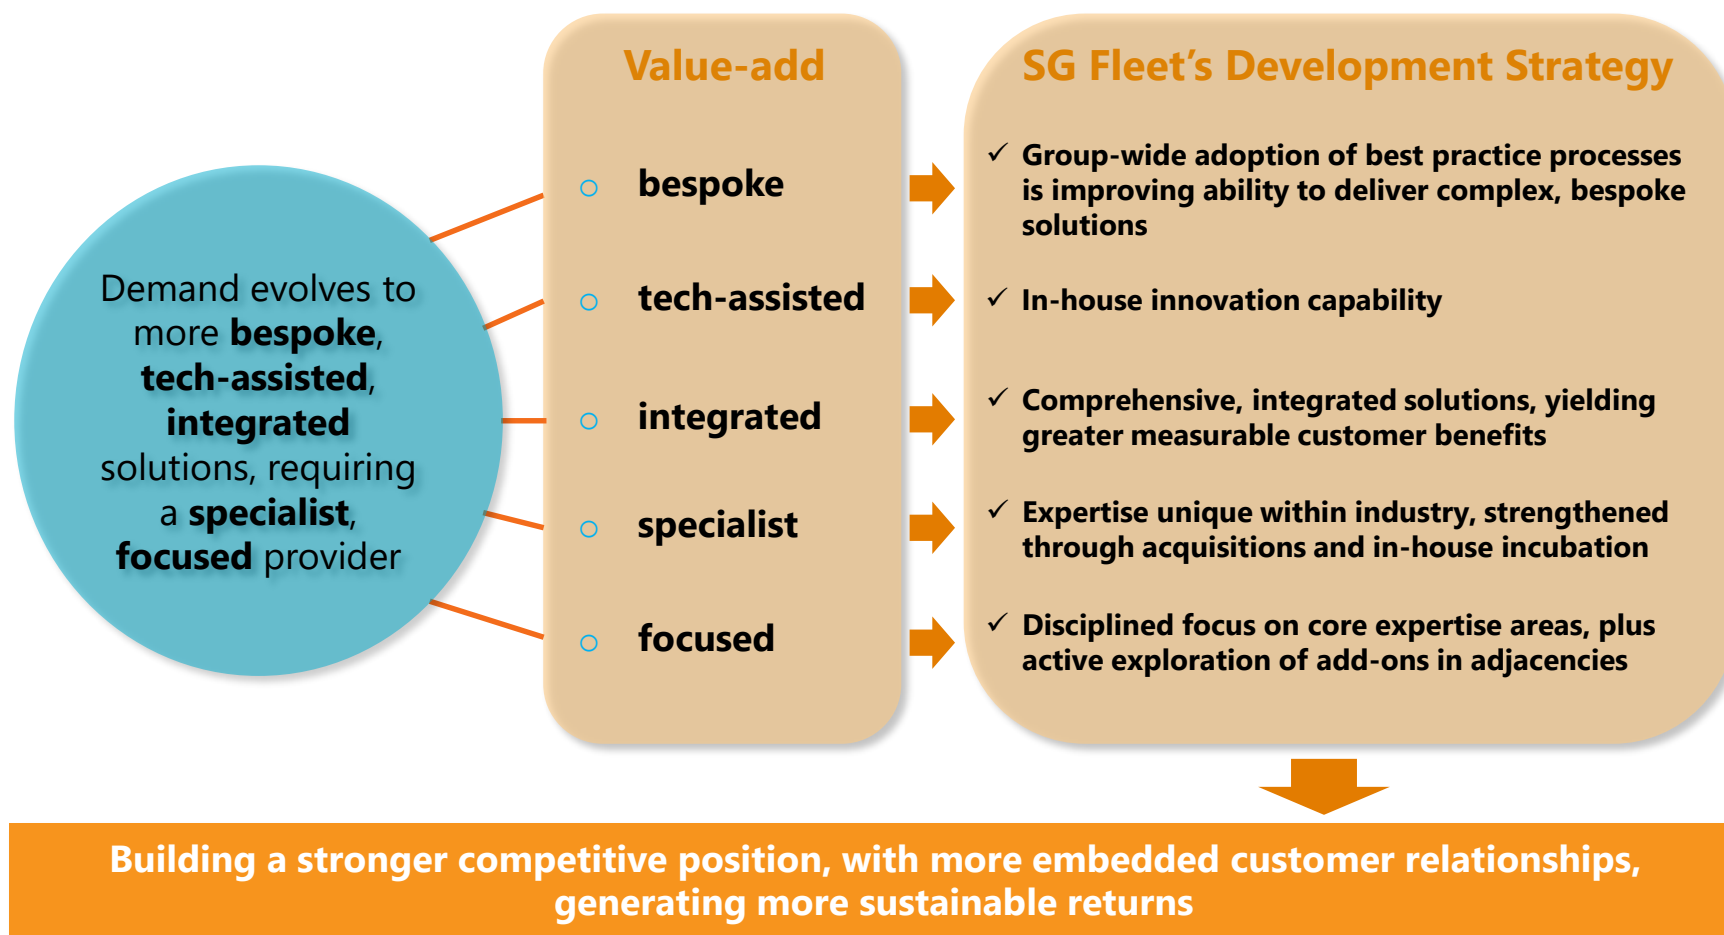 Demand evolves to
more bespoke,
tech-assisted,
integrated
solutions, requiring
a specialist,
focused provider
Value-add
bespoke
tech-assisted
integrated
specialist
focused
SG Fleet's Development Strategy
Group-wide adoption of best practice processes
is improving ability to deliver complex, bespoke
solutions
In-house innovation capability
Comprehensive, integrated solutions, yielding
greater measurable customer benefits
Expertise unique within industry, strengthened
through acquisitions and in-house incubation
Disciplined focus on core expertise areas, plus
active exploration of add-ons in adjacencies
Building a stronger competitive position, with more embedded customer relationships,
generating more sustainable returns